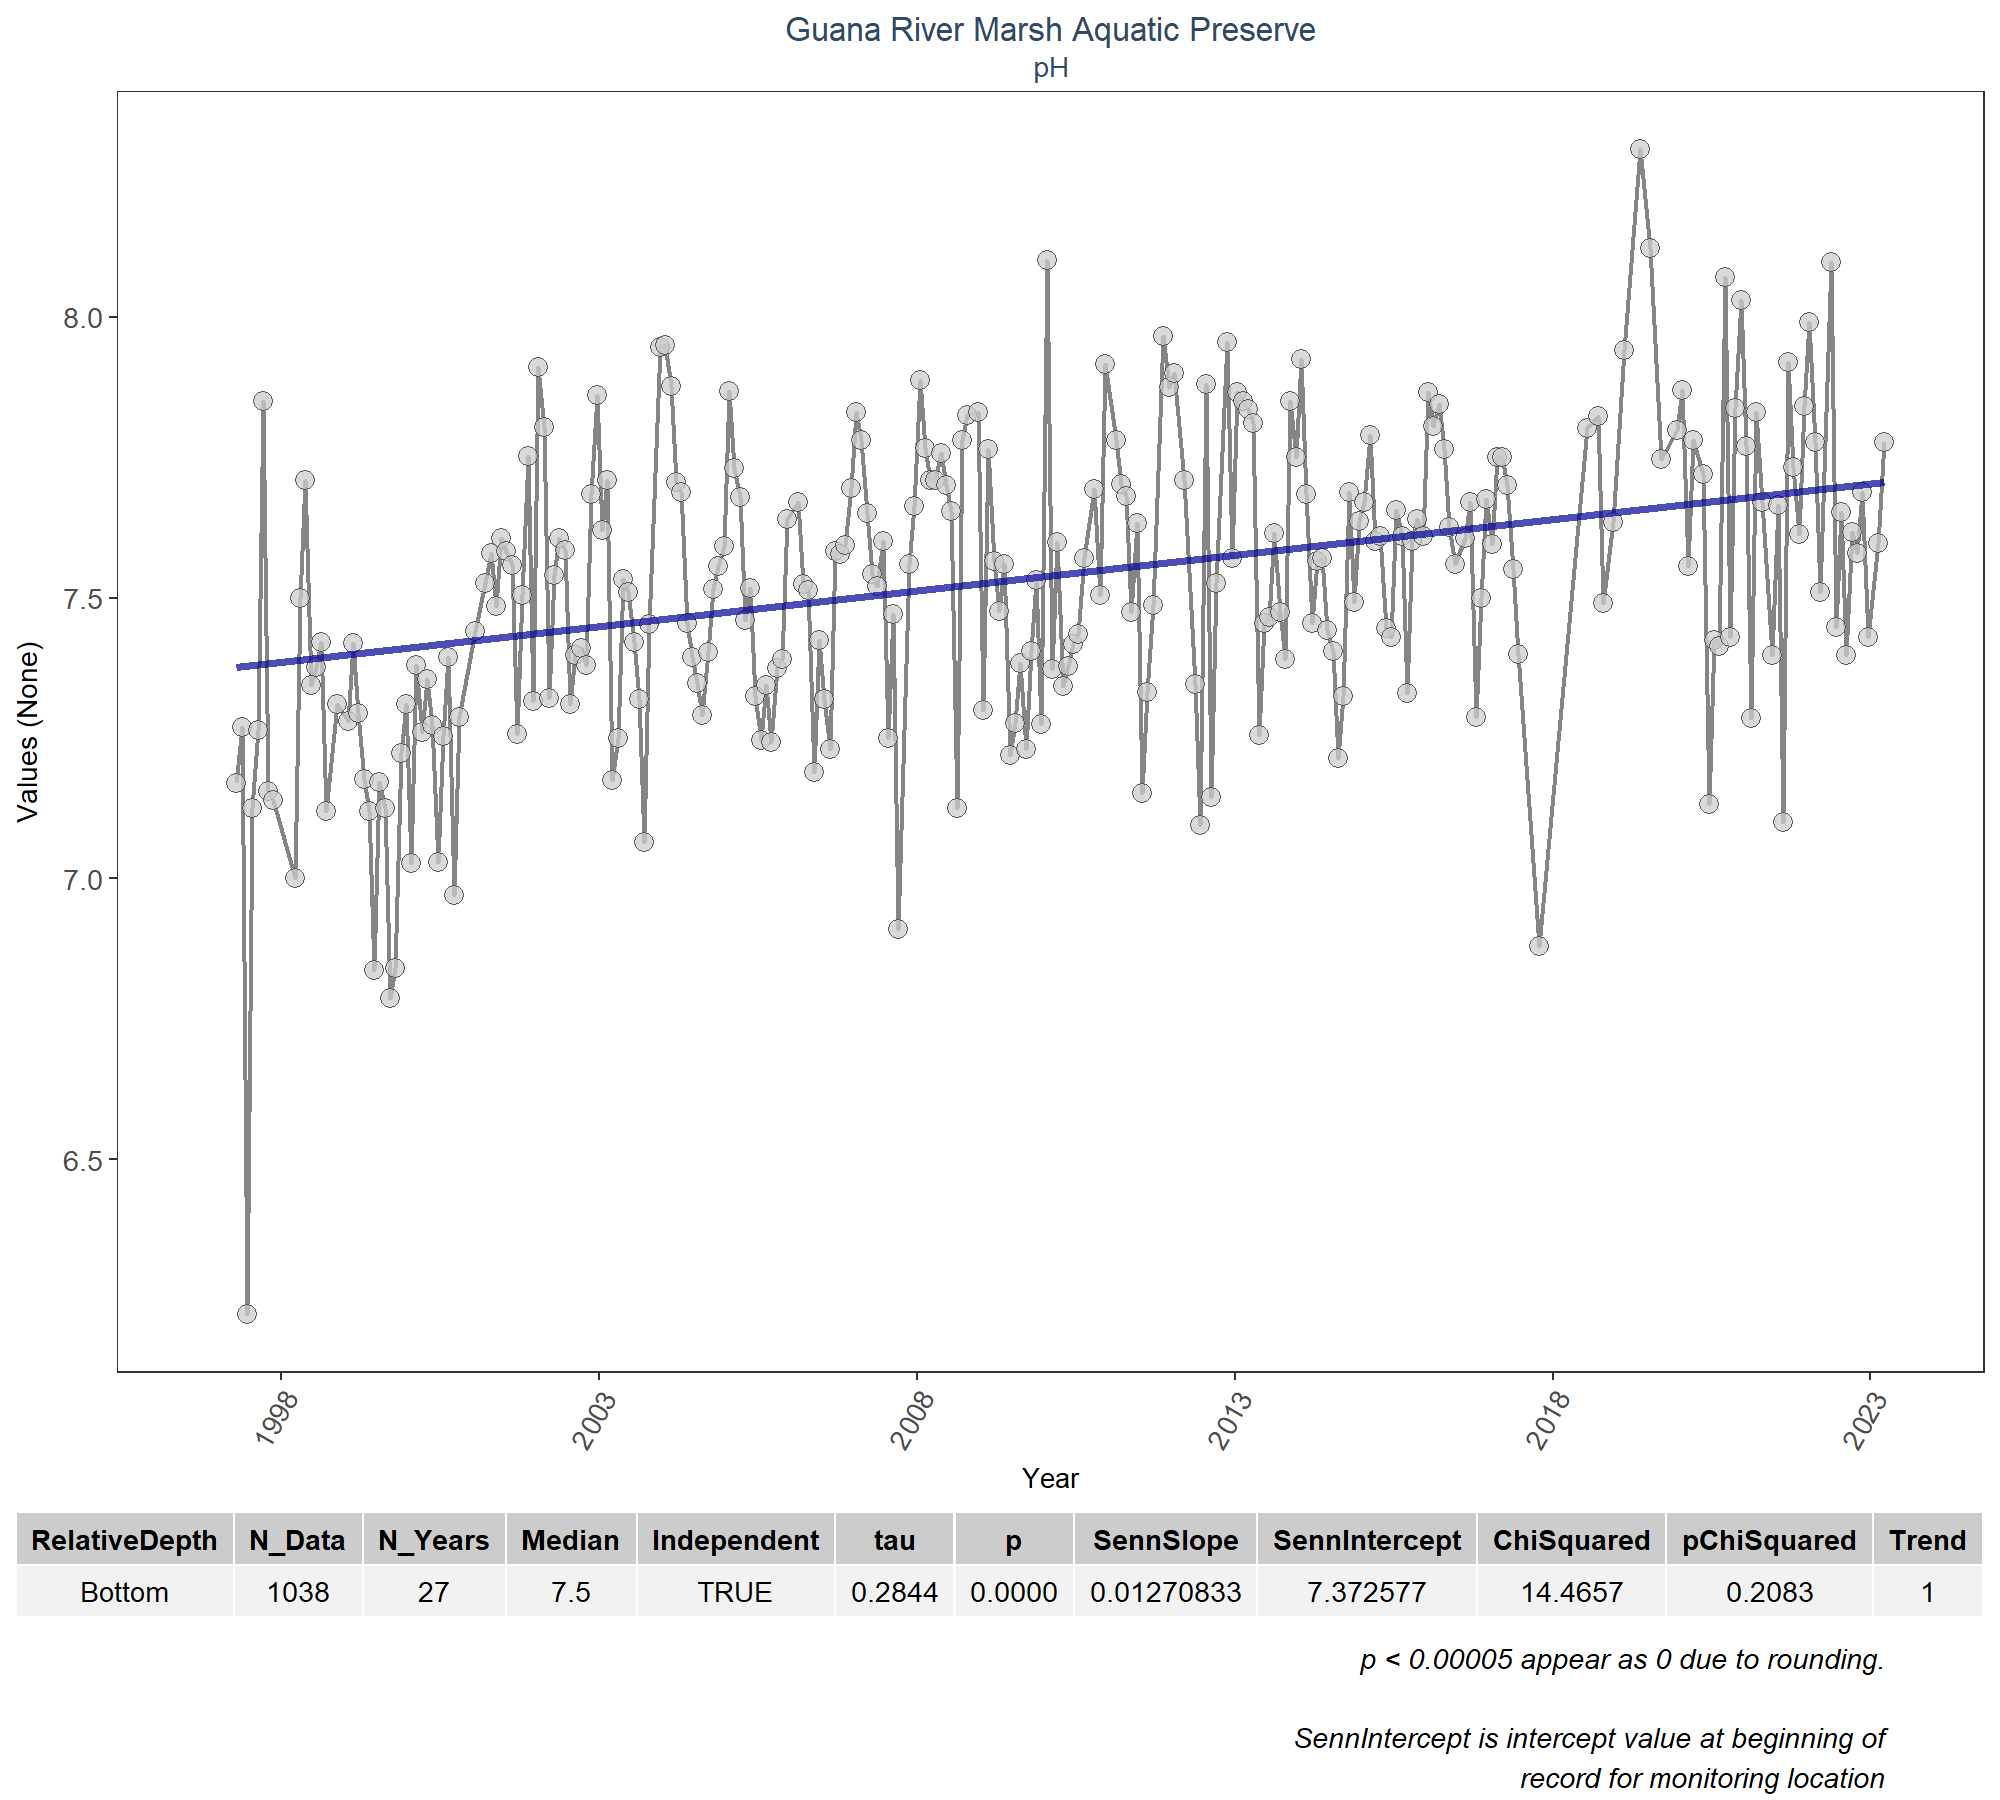 Guana River Marsh Aquatic Preserve
pH
Values (None)
8.0
7.5
7.0
6.5
1998
2003
2008
2013
2018
2023
Year
RelativeDepth N_Data N_Years Median Independent tau p SennSlope SennIntercept ChiSquared pChiSquared Trend
Bottom 1038 27 7.5 TRUE 0.2844 0.0000 0.01270833 7.372577 14.4657 0.2083 1
p < 0.00005 appear as 0 due to rounding.
SennIntercept is intercept value at beginning of
record for monitoring location